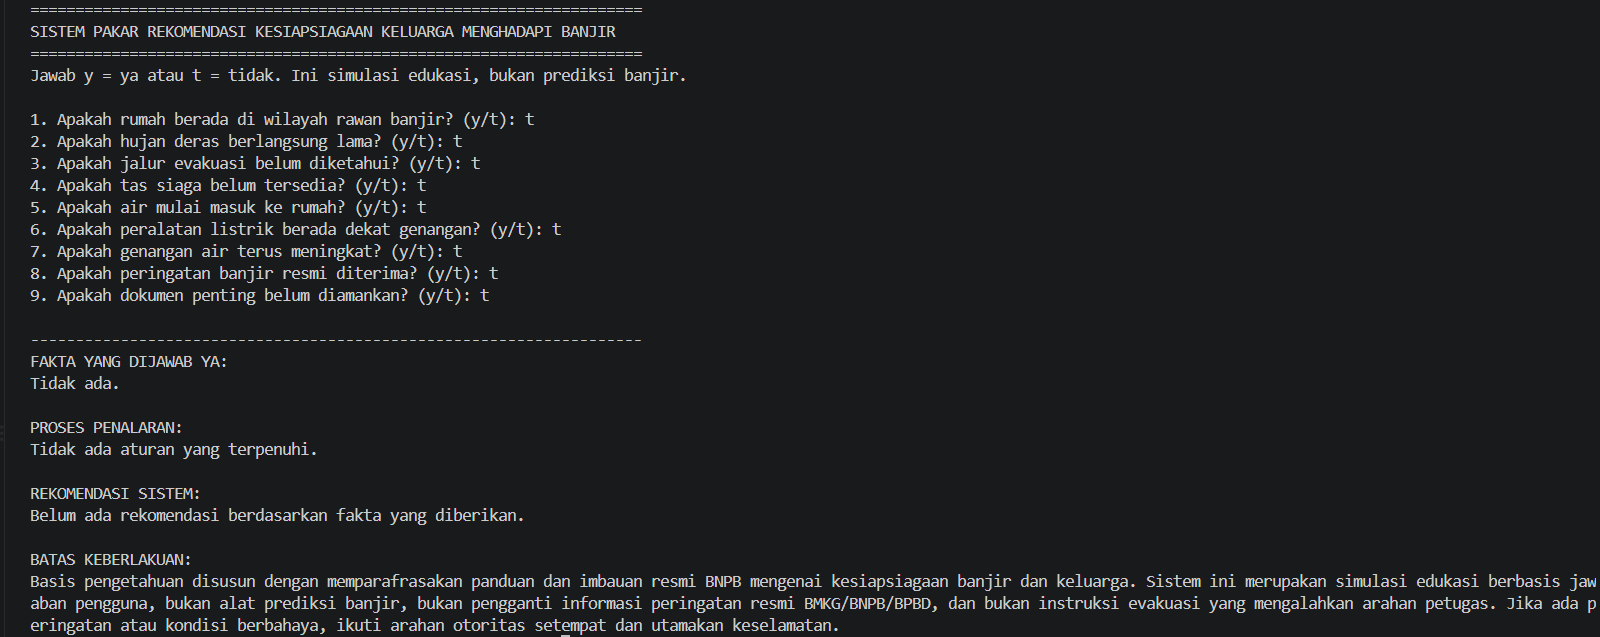 ====================================================================
SISTEM PAKAR REKOMENDASI KESIAPSIAGAAN KELUARGA MENGHADAPI BANJIR
====================================================================
Jawab y = ya atau t = tidak. Ini simulasi edukasi, bukan prediksi banjir.
1. Apakah rumah berada di wilayah rawan banjir? (y/t): t
2. Apakah hujan deras berlangsung lama? (y/t): t
3. Apakah jalur evakuasi belum diketahui? (y/t): t
4. Apakah tas siaga belum tersedia? (y/t): t
5. Apakah air mulai masuk ke rumah? (y/t): t
6. Apakah peralatan listrik berada dekat genangan? (y/t): t
7. Apakah genangan air terus meningkat? (y/t): t
8. Apakah peringatan banjir resmi diterima? (y/t): t
9. Apakah dokumen penting belum diamankan? (y/t): t
--------------------------------------------------------------------
FAKTA YANG DIJAWAB YA:
Tidak ada.
PROSES PENALARAN:
Tidak ada aturan yang terpenuhi.
REKOMENDASI SISTEM:
Belum ada rekomendasi berdasarkan fakta yang diberikan.
BATAS KEBERLAKUAN:
Basis pengetahuan disusun dengan memparafrasakan panduan dan imbauan resmi BNPB mengenai kesiapsiagaan banjir dan keluarga. Sistem ini merupakan simulasi edukasi berbasis jaw
aban pengguna, bukan alat prediksi banjir, bukan pengganti informasi peringatan resmi BMKG/BNPB/BPBD, dan bukan instruksi evakuasi yang mengalahkan arahan petugas. Jika ada p
eringatan atau kondisi berbahaya, ikuti arahan otoritas setempat dan utamakan keselamatan.